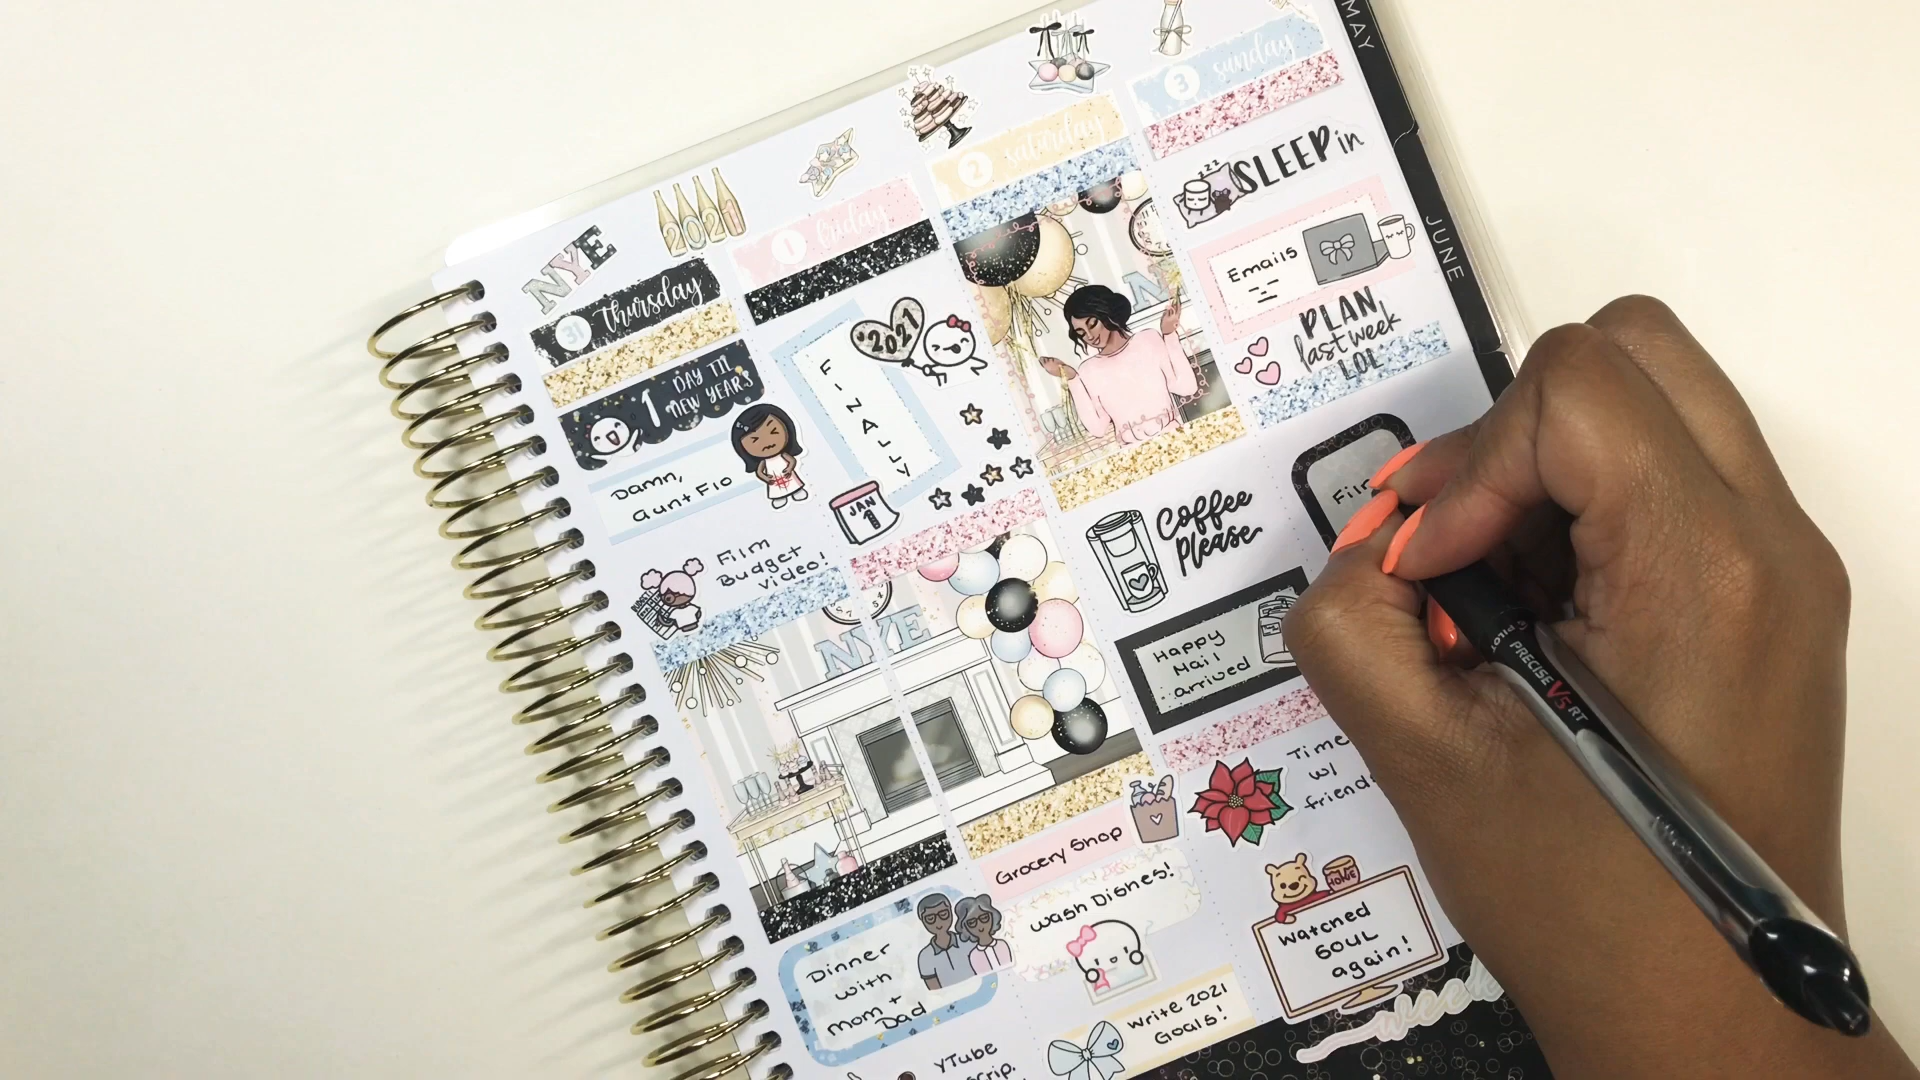 MAY
JUNE
NYE
2021
31 thursday
1
DAY TIL
NEW YEARS
Damn,
aunt Flo
Film
Budget
video!
NYE
Dinner
with
mom +
Dad
YTube
1 friday
FINALLY
2021
JAN
1
Grocery Shop
wash Dishes!
write 2021
Goals!
2 saturday
N
Coffee
Please
Happy
Mail
arrived
Watched
SOUL
again!
HONEY
3 sunday
zzz
SLEEP in
Emails
PLAN
last week
LOL
Time
w/
friends
week
PILOT
PRECISE V5 RT